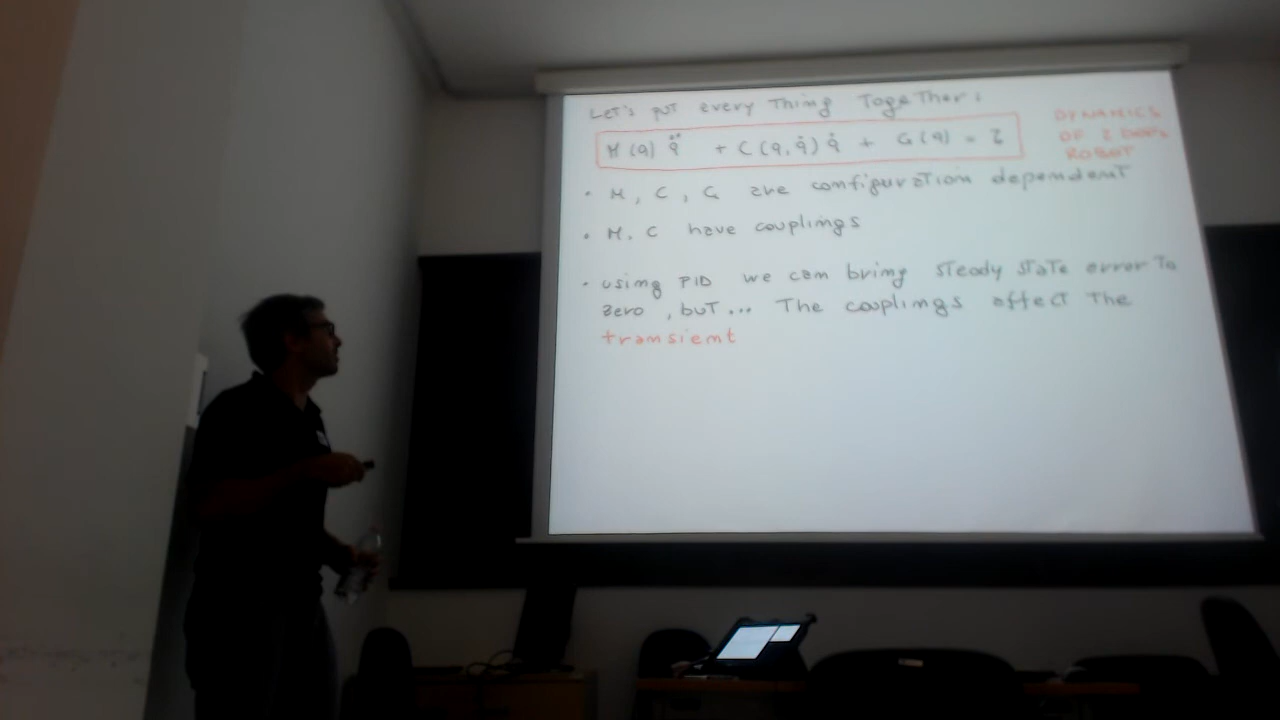 Let's put every Thing Together:
M(q) q̈ + C(q, q̇) q̇ + G(q) = τ
DYNAMICS
OF 2 DOFs
ROBOT
• M, C, G are configuration dependent
• M, C have couplings
• using PID we can bring steady state error to
zero, but... The couplings affect the
transient